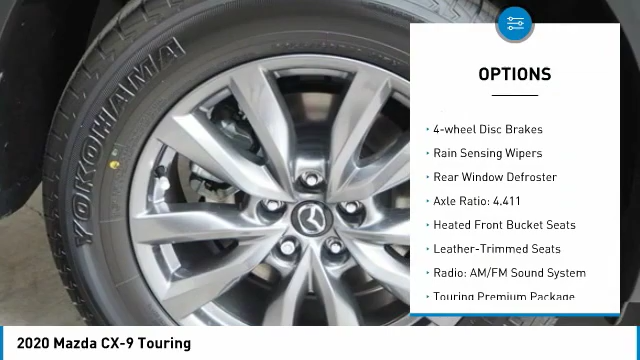 YOKOHAMA
OPTIONS
• 4-wheel Disc Brakes
• Rain Sensing Wipers
• Rear Window Defroster
• Axle Ratio: 4.411
• Heated Front Bucket Seats
• Leather-Trimmed Seats
• Radio: AM/FM Sound System
• Touring Premium Package
2020 Mazda CX-9 Touring